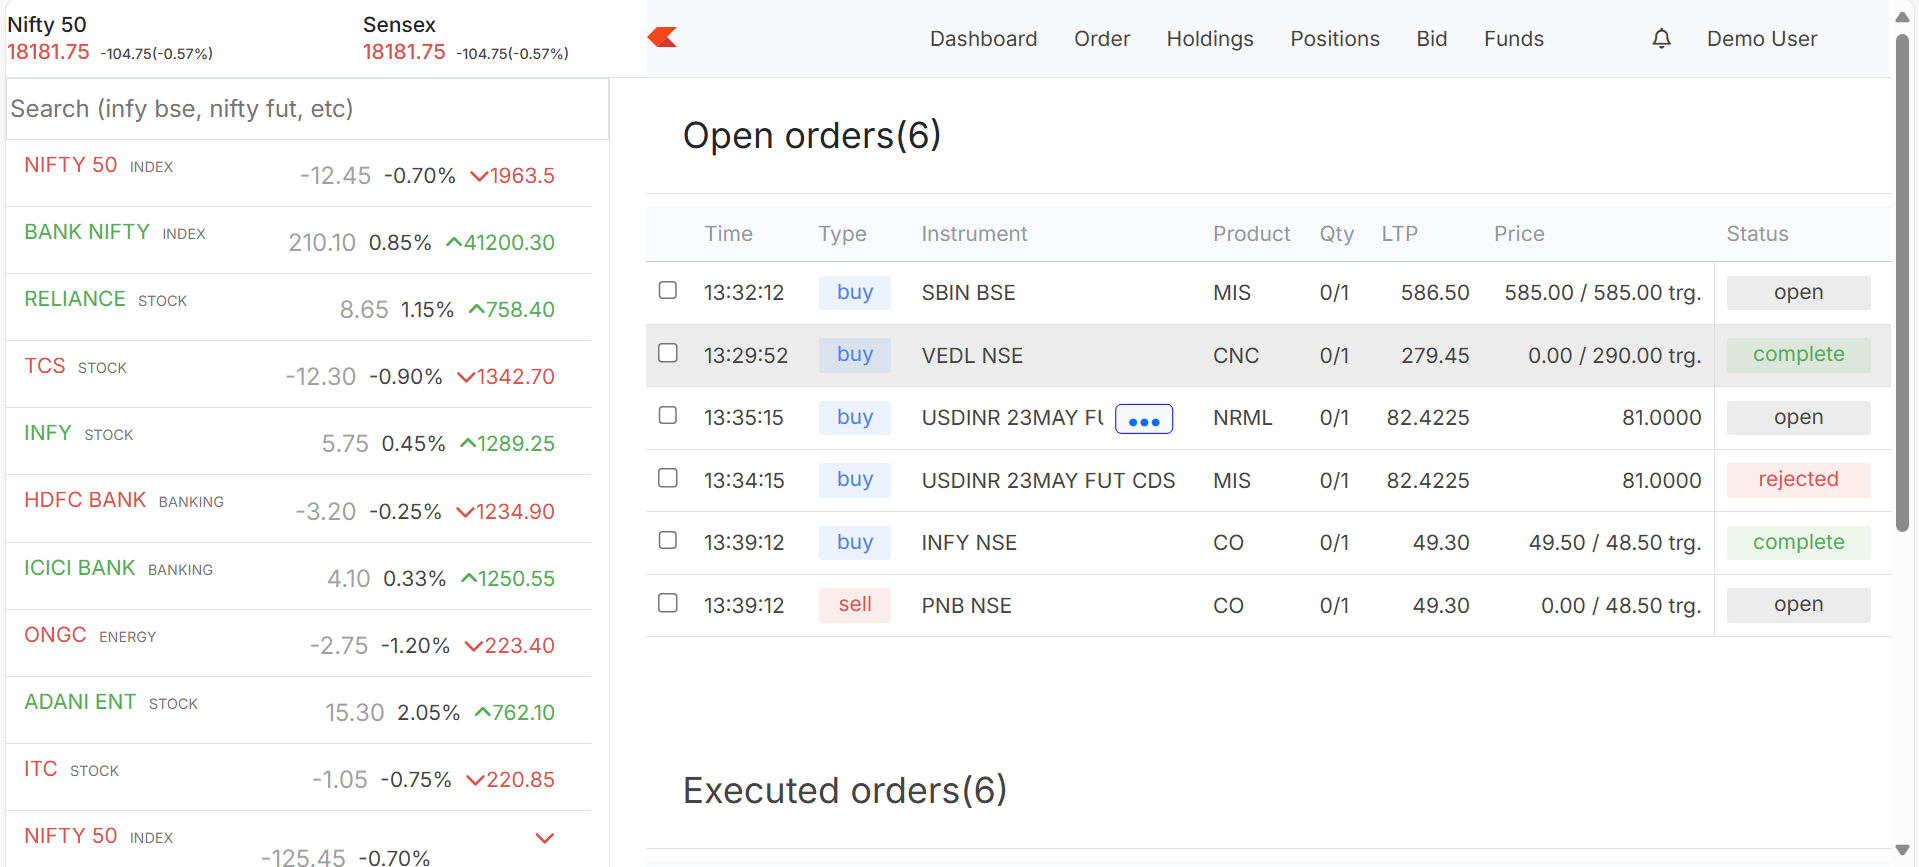 Nifty 50
18181.75 -104.75(-0.57%)
Sensex
18181.75 -104.75(-0.57%)
Dashboard Order Holdings Positions Bid Funds Demo User
Search (infy bse, nifty fut, etc)
NIFTY 50 INDEX -12.45 -0.70% 1963.5
BANK NIFTY INDEX 210.10 0.85% 41200.30
RELIANCE STOCK 8.65 1.15% 758.40
TCS STOCK -12.30 -0.90% 1342.70
INFY STOCK 5.75 0.45% 1289.25
HDFC BANK BANKING -3.20 -0.25% 1234.90
ICICI BANK BANKING 4.10 0.33% 1250.55
ONGC ENERGY -2.75 -1.20% 223.40
ADANI ENT STOCK 15.30 2.05% 762.10
ITC STOCK -1.05 -0.75% 220.85
NIFTY 50 INDEX -125.45 -0.70%
Open orders(6)
Time Type Instrument Product Qty LTP Price Status
13:32:12 buy SBIN BSE MIS 0/1 586.50 585.00 / 585.00 trg. open
13:29:52 buy VEDL NSE CNC 0/1 279.45 0.00 / 290.00 trg. complete
13:35:15 buy USDINR 23MAY ••• NRML 0/1 82.4225 81.0000 open
13:34:15 buy USDINR 23MAY FUT CDS MIS 0/1 82.4225 81.0000 rejected
13:39:12 buy INFY NSE CO 0/1 49.30 49.50 / 48.50 trg. complete
13:39:12 sell PNB NSE CO 0/1 49.30 0.00 / 48.50 trg. open
Executed orders(6)